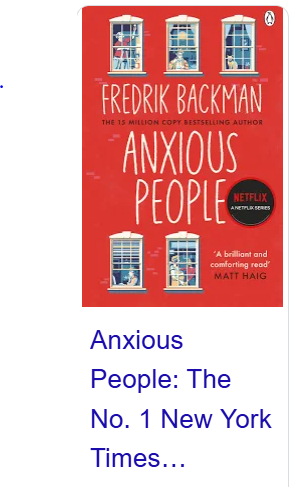 FREDRIK BACKMAN
THE 15 MILLION COPY BESTSELLING AUTHOR
ANXIOUS
PEOPLE
NETFLIX
A NETFLIX SERIES
'A brilliant and
comforting read'
MATT HAIG
Anxious
People: The
No. 1 New York
Times...